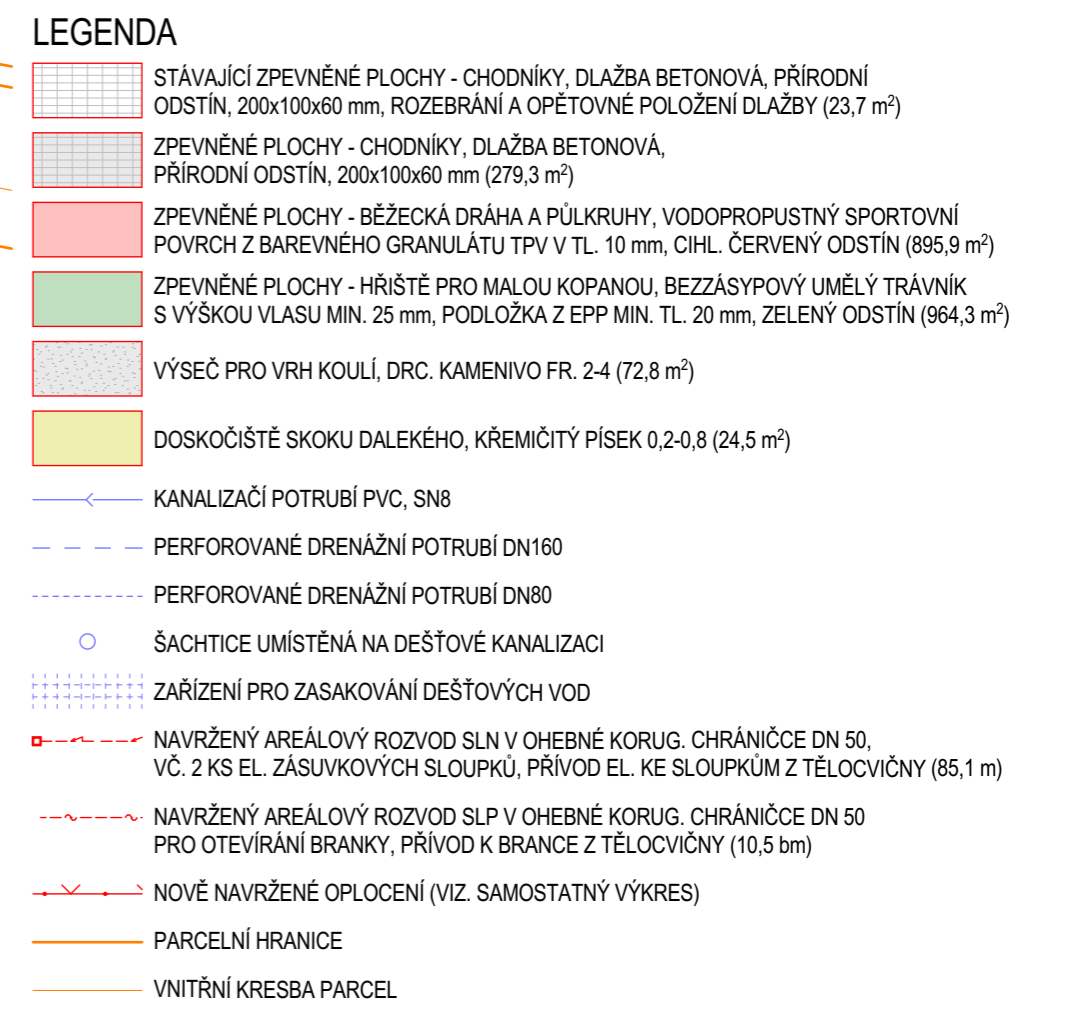 LEGENDA
STÁVAJÍCÍ ZPEVNĚNÉ PLOCHY - CHODNÍKY, DLAŽBA BETONOVÁ, PŘÍRODNÍ
ODSTÍN, 200x100x60 mm, ROZEBRÁNÍ A OPĚTOVNÉ POLOŽENÍ DLAŽBY (23,7 m²)
ZPEVNĚNÉ PLOCHY - CHODNÍKY, DLAŽBA BETONOVÁ,
PŘÍRODNÍ ODSTÍN, 200x100x60 mm (279,3 m²)
ZPEVNĚNÉ PLOCHY - BĚŽECKÁ DRÁHA A PŮLKRUHY, VODOPROPUSTNÝ SPORTOVNÍ
POVRCH Z BAREVNÉHO GRANULÁTU TPV V TL. 10 mm, CIHL. ČERVENÝ ODSTÍN (895,9 m²)
ZPEVNĚNÉ PLOCHY - HŘIŠTĚ PRO MALOU KOPANOU, BEZZÁSYPOVÝ UMĚLÝ TRÁVNÍK
S VÝŠKOU VLASU MIN. 25 mm, PODLOŽKA Z EPP MIN. TL. 20 mm, ZELENÝ ODSTÍN (964,3 m²)
VÝSEČ PRO VRH KOULÍ, DRC. KAMENIVO FR. 2-4 (72,8 m²)
DOSKOČIŠTĚ SKOKU DALEKÉHO, KŘEMIČITÝ PÍSEK 0,2-0,8 (24,5 m²)
KANALIZAČÍ POTRUBÍ PVC, SN8
PERFOROVANÉ DRENÁŽNÍ POTRUBÍ DN160
PERFOROVANÉ DRENÁŽNÍ POTRUBÍ DN80
ŠACHTICE UMÍSTĚNÁ NA DEŠŤOVÉ KANALIZACI
ZAŘÍZENÍ PRO ZASAKOVÁNÍ DEŠŤOVÝCH VOD
NAVRŽENÝ AREÁLOVÝ ROZVOD SLN V OHEBNÉ KORUG. CHRÁNIČCE DN 50,
VČ. 2 KS EL. ZÁSUVKOVÝCH SLOUPKŮ, PŘÍVOD EL. KE SLOUPKŮM Z TĚLOCVIČNY (85,1 m)
NAVRŽENÝ AREÁLOVÝ ROZVOD SLP V OHEBNÉ KORUG. CHRÁNIČCE DN 50
PRO OTEVÍRÁNÍ BRANKY, PŘÍVOD K BRANCE Z TĚLOCVIČNY (10,5 bm)
NOVĚ NAVRŽENÉ OPLOCENÍ (VIZ. SAMOSTATNÝ VÝKRES)
PARCELNÍ HRANICE
VNITŘNÍ KRESBA PARCEL